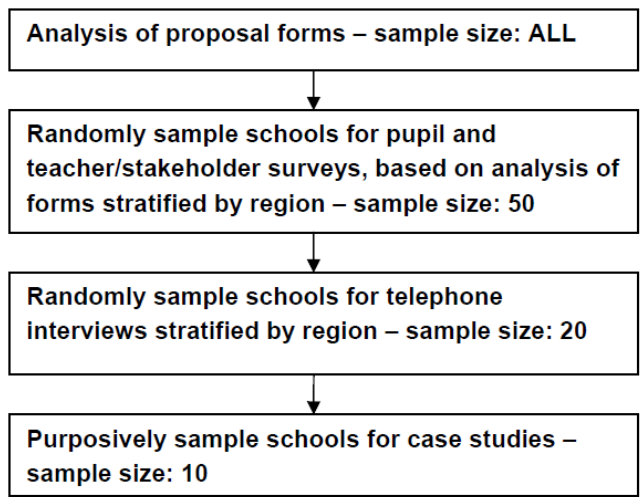 Analysis of proposal forms – sample size: ALL
Randomly sample schools for pupil and
teacher/stakeholder surveys, based on analysis of
forms stratified by region – sample size: 50
Randomly sample schools for telephone
interviews stratified by region – sample size: 20
Purposively sample schools for case studies –
sample size: 10